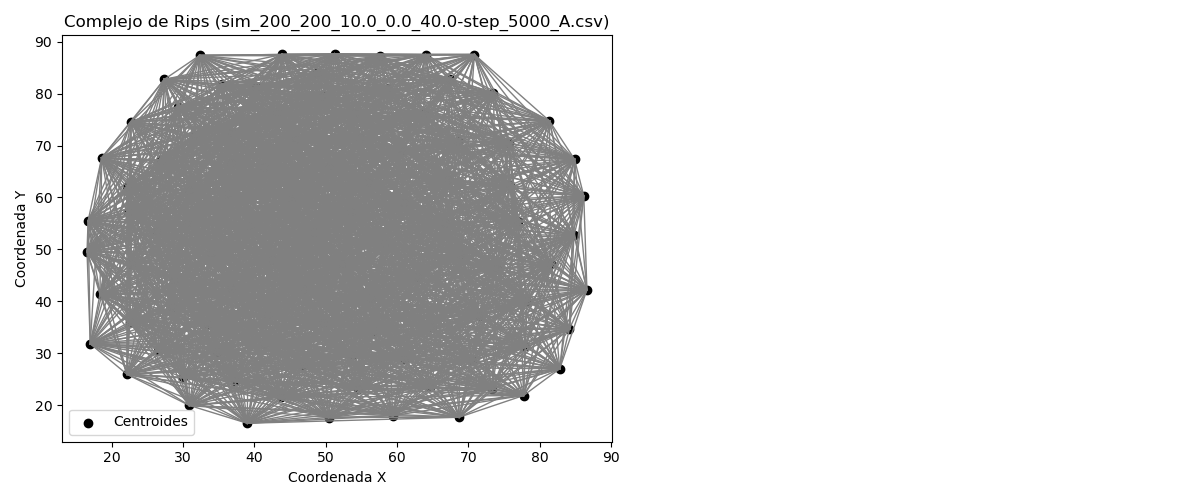 Complejo de Rips (sim_200_200_10.0_0.0_40.0-step_5000_A.csv)
90
80
70
60
50
40
30
20
Coordenada Y
Centroides
20 30 40 50 60 70 80 90
Coordenada X